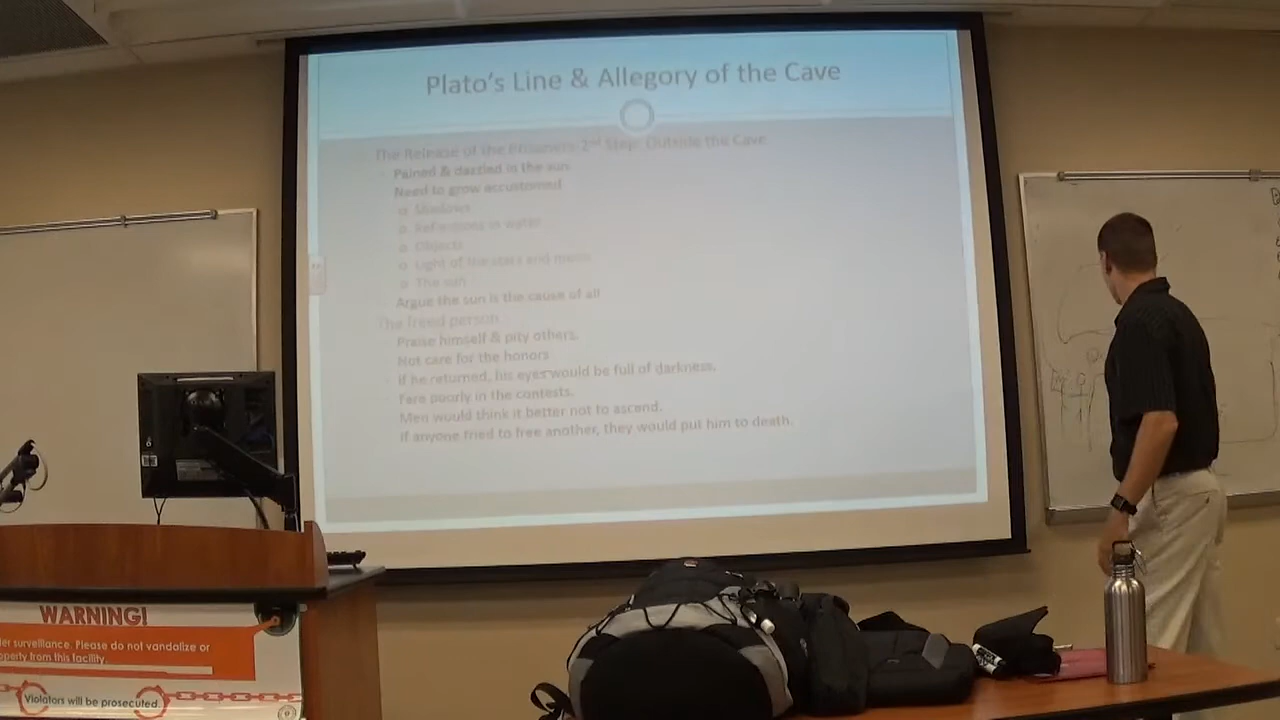 Plato's Line & Allegory of the Cave
The Release of the Prisoners: 2nd Step: Outside the Cave
Pained & dazzled in the sun
Need to grow accustomed
Shadows
Reflections in water
Objects
Light of the stars and moon
The sun
Argue the sun is the cause of all
The freed person
Praise himself & pity others.
Not care for the honors
If he returned, his eyes would be full of darkness.
Fare poorly in the contests.
Men would think it better not to ascend.
If anyone tried to free another, they would put him to death.
WARNING!
surveillance. Please do not vandalize or
from this facility.
Violators will be prosecuted.